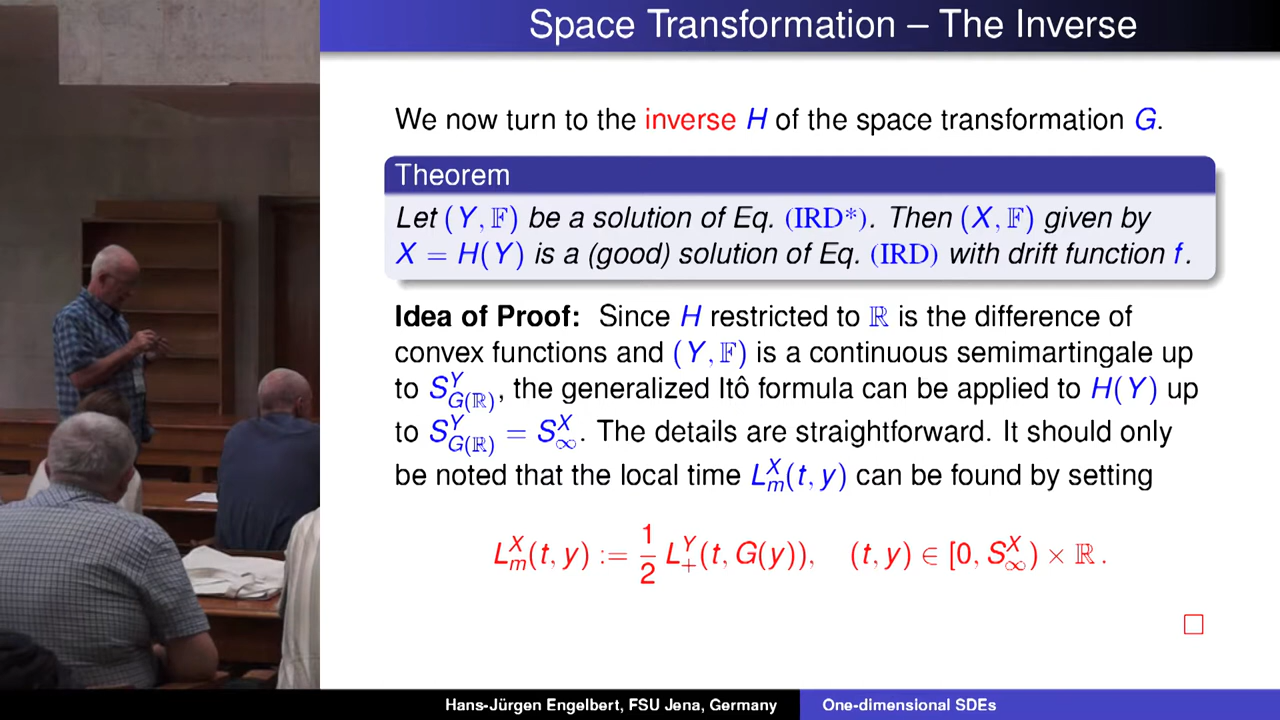 Space Transformation – The Inverse
We now turn to the inverse H of the space transformation G.
Theorem
Let (Y, 𝔽) be a solution of Eq. (IRD*). Then (X, 𝔽) given by
X = H(Y) is a (good) solution of Eq. (IRD) with drift function f.
Idea of Proof: Since H restricted to ℝ is the difference of
convex functions and (Y, 𝔽) is a continuous semimartingale up
to S^Y_{G(ℝ)}, the generalized Itô formula can be applied to H(Y) up
to S^Y_{G(ℝ)} = S^X_∞. The details are straightforward. It should only
be noted that the local time L^X_m(t, y) can be found by setting
L^X_m(t, y) := 1/2 L^Y_+(t, G(y)), (t, y) ∈ [0, S^X_∞) × ℝ.
□
Hans-Jürgen Engelbert, FSU Jena, Germany One-dimensional SDEs